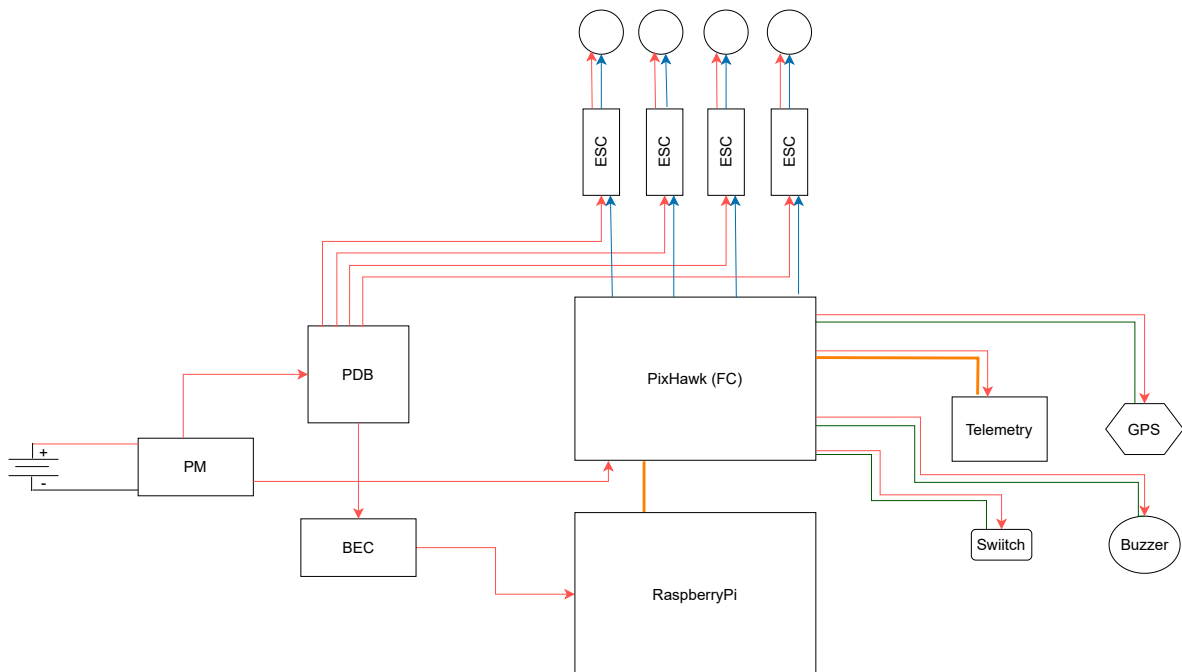 ESC
ESC
ESC
ESC
PDB
PixHawk (FC)
Telemetry
GPS
+
PM
-
BEC
Swiitch
Buzzer
RaspberryPi